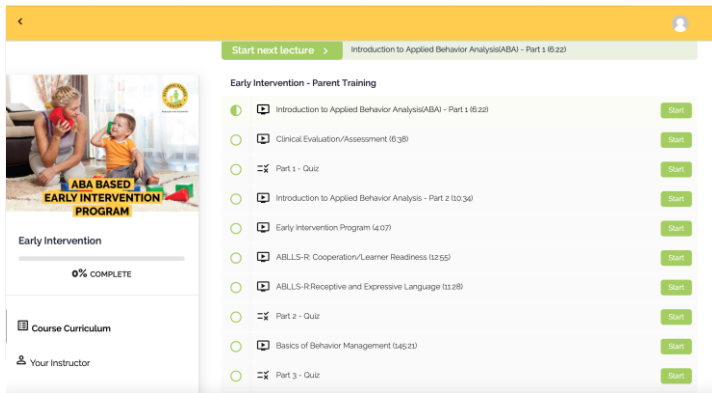 Start next lecture >
Introduction to Applied Behavior Analysis(ABA) - Part 1 (6:22)
Early Intervention - Parent Training
Introduction to Applied Behavior Analysis(ABA) - Part 1 (6:22)
Start
Clinical Evaluation/Assessment (6:38)
Start
Part 1 - Quiz
Start
Introduction to Applied Behavior Analysis - Part 2 (10:34)
Start
Early Intervention Program (4:07)
Start
ABLLS-R: Cooperation/Learner Readiness (12:55)
Start
ABLLS-R:Receptive and Expressive Language (11:28)
Start
Part 2 - Quiz
Start
Basics of Behavior Management (145:21)
Start
Part 3 - Quiz
Start
ABA BASED
EARLY INTERVENTION
PROGRAM
Early Intervention
0% COMPLETE
Course Curriculum
Your Instructor